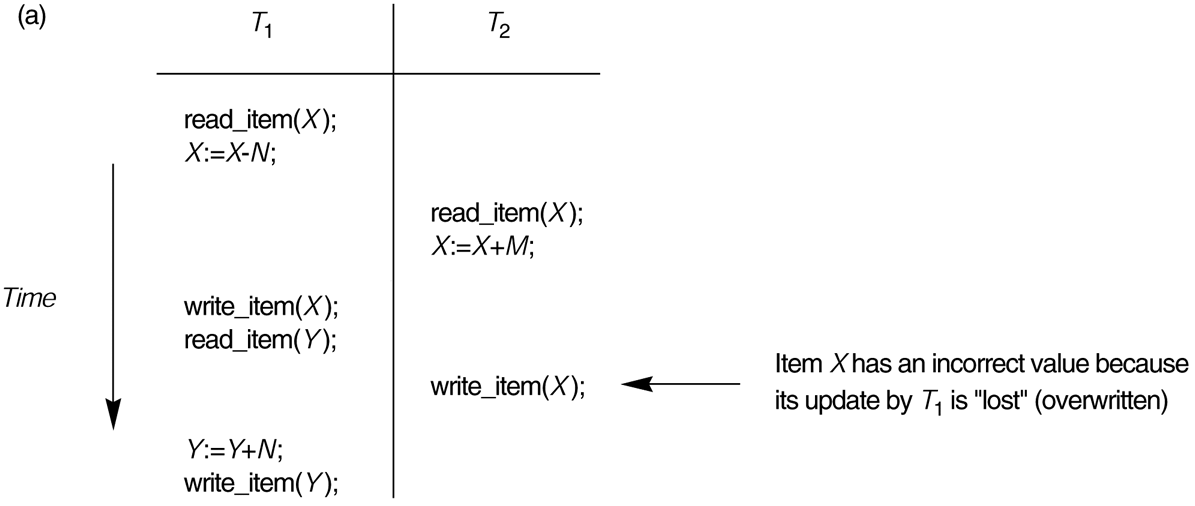 (a)
T1 T2
read_item(X);
X:=X-N;
read_item(X);
X:=X+M;
Time
write_item(X);
read_item(Y);
write_item(X);
Item X has an incorrect value because
its update by T1 is "lost" (overwritten)
Y:=Y+N;
write_item(Y);